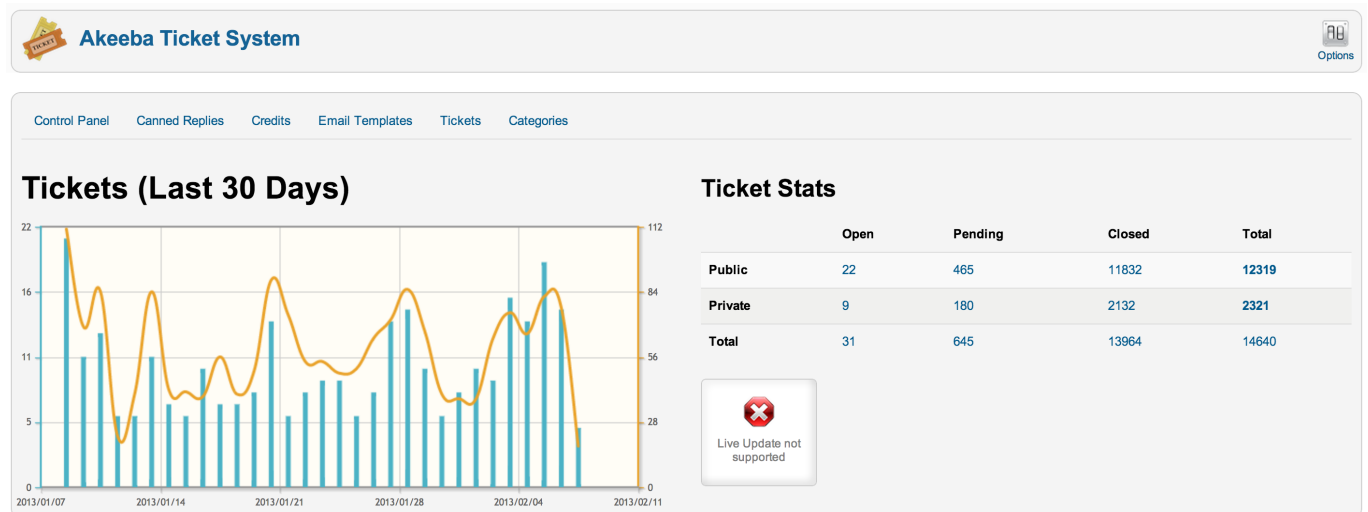 TICKET
Akeeba Ticket System
Options
Control Panel Canned Replies Credits Email Templates Tickets Categories
Tickets (Last 30 Days)
22
16
11
5
0
112
84
56
28
0
2013/01/07 2013/01/14 2013/01/21 2013/01/28 2013/02/04 2013/02/11
Ticket Stats
Open Pending Closed Total
Public 22 465 11832 12319
Private 9 180 2132 2321
Total 31 645 13964 14640
Live Update not
supported